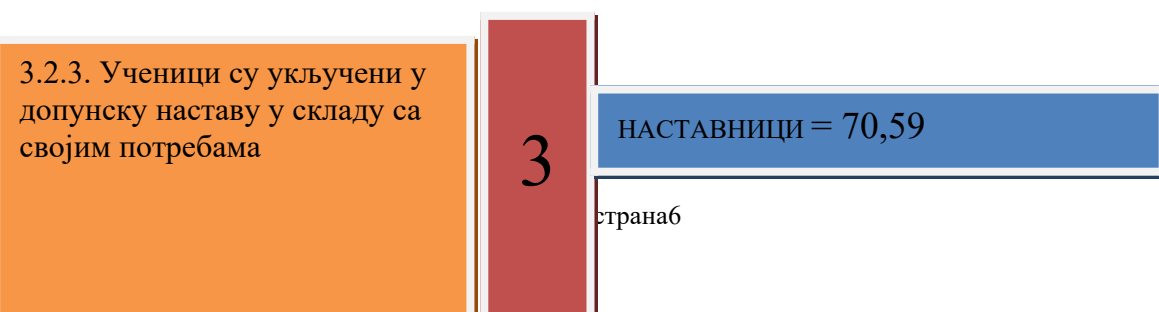 3.2.3. Ученици су укључени у
допунску наставу у складу са
својим потребама
3
НАСТАВНИЦИ = 70,59
страна6